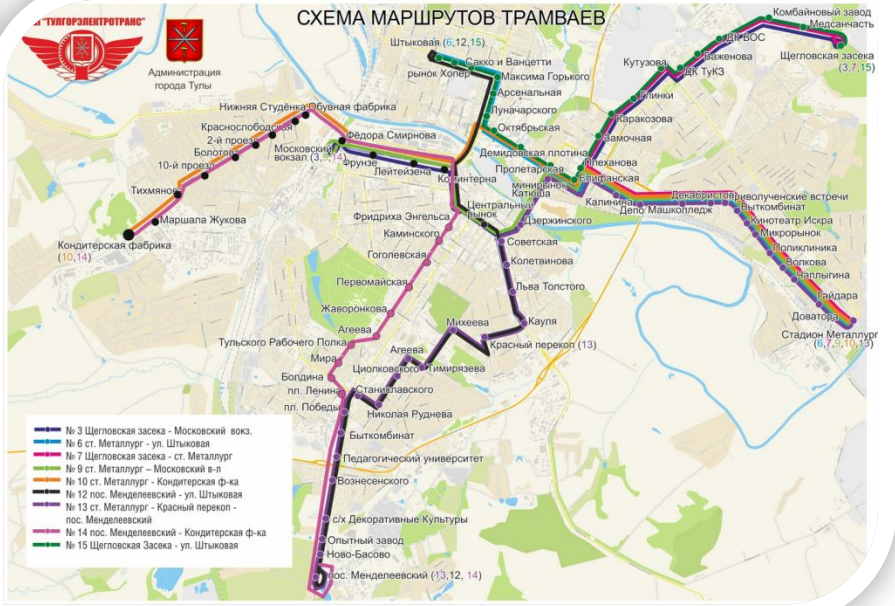 СХЕМА МАРШРУТОВ ТРАМВАЕВ
"ТУЛГОРЭЛЕКТРОТРАНС"
Администрация
города Тулы
Комбайновый завод
Медсанчасть
Щегловская засека
(3,7,15)
ДК ВОС
Баженова
Кутузова
ДК ТуКЗ
Глинки
Каракозова
Замочная
Плеханова
Епифанская
Штыковая (6,12,15)
Сакко и Ванцетти
рынок Хопер
Максима Горького
Арсенальная
Луначарского
Октябрьская
Демидовская плотина
Пролетарская
минирынок
Катюша
Нижняя Студёнка
Обувная фабрика
Краснослободская
2-й проезд
Болотова
10-й проезд
Тихмянова
Маршала Жукова
Кондитерская фабрика
(10,14)
Фёдора Смирнова
Московский
вокзал (3,9,14)
Фрунзе
Лейтейзена
Коминтерна
Центральный
рынок
Фридриха Энгельса
Каминского
Гоголевская
Первомайская
Жаворонкова
Агеева
Тульского Рабочего Полка
Мира
Болдина
пл. Ленина
пл. Победы
Дзержинского
Советская
Колетвинова
Льва Толстого
Кауля
Красный перекоп (13)
Михеева
Тимирязева
Агеева
Циолковского
Станиславского
Николая Руднева
Быткомбинат
Педагогический университет
Вознесенского
с/х Декоративные Культуры
Опытный завод
Ново-Басово
пос. Менделеевский (13,12, 14)
Калинина
Депо
Машколледж
Декабристов
Приволученные встречи
Быткомбинат
Кинотеатр Искра
Микрорынок
Поликлиника
Волкова
Чаплыгина
Гайдара
Доватора
Стадион Металлург
(6,7,9,10,13)
№ 3 Щегловская засека - Московский вокз.
№ 6 ст. Металлург - ул. Штыковая
№ 7 Щегловская засека - ст. Металлург
№ 9 ст. Металлург – Московский в-л
№ 10 ст. Металлург - Кондитерская ф-ка
№ 12 пос. Менделеевский - ул. Штыковая
№ 13 ст. Металлург - Красный перекоп -
пос. Менделеевский
№ 14 пос. Менделеевский - Кондитерская ф-ка
№ 15 Щегловская Засека - ул. Штыковая